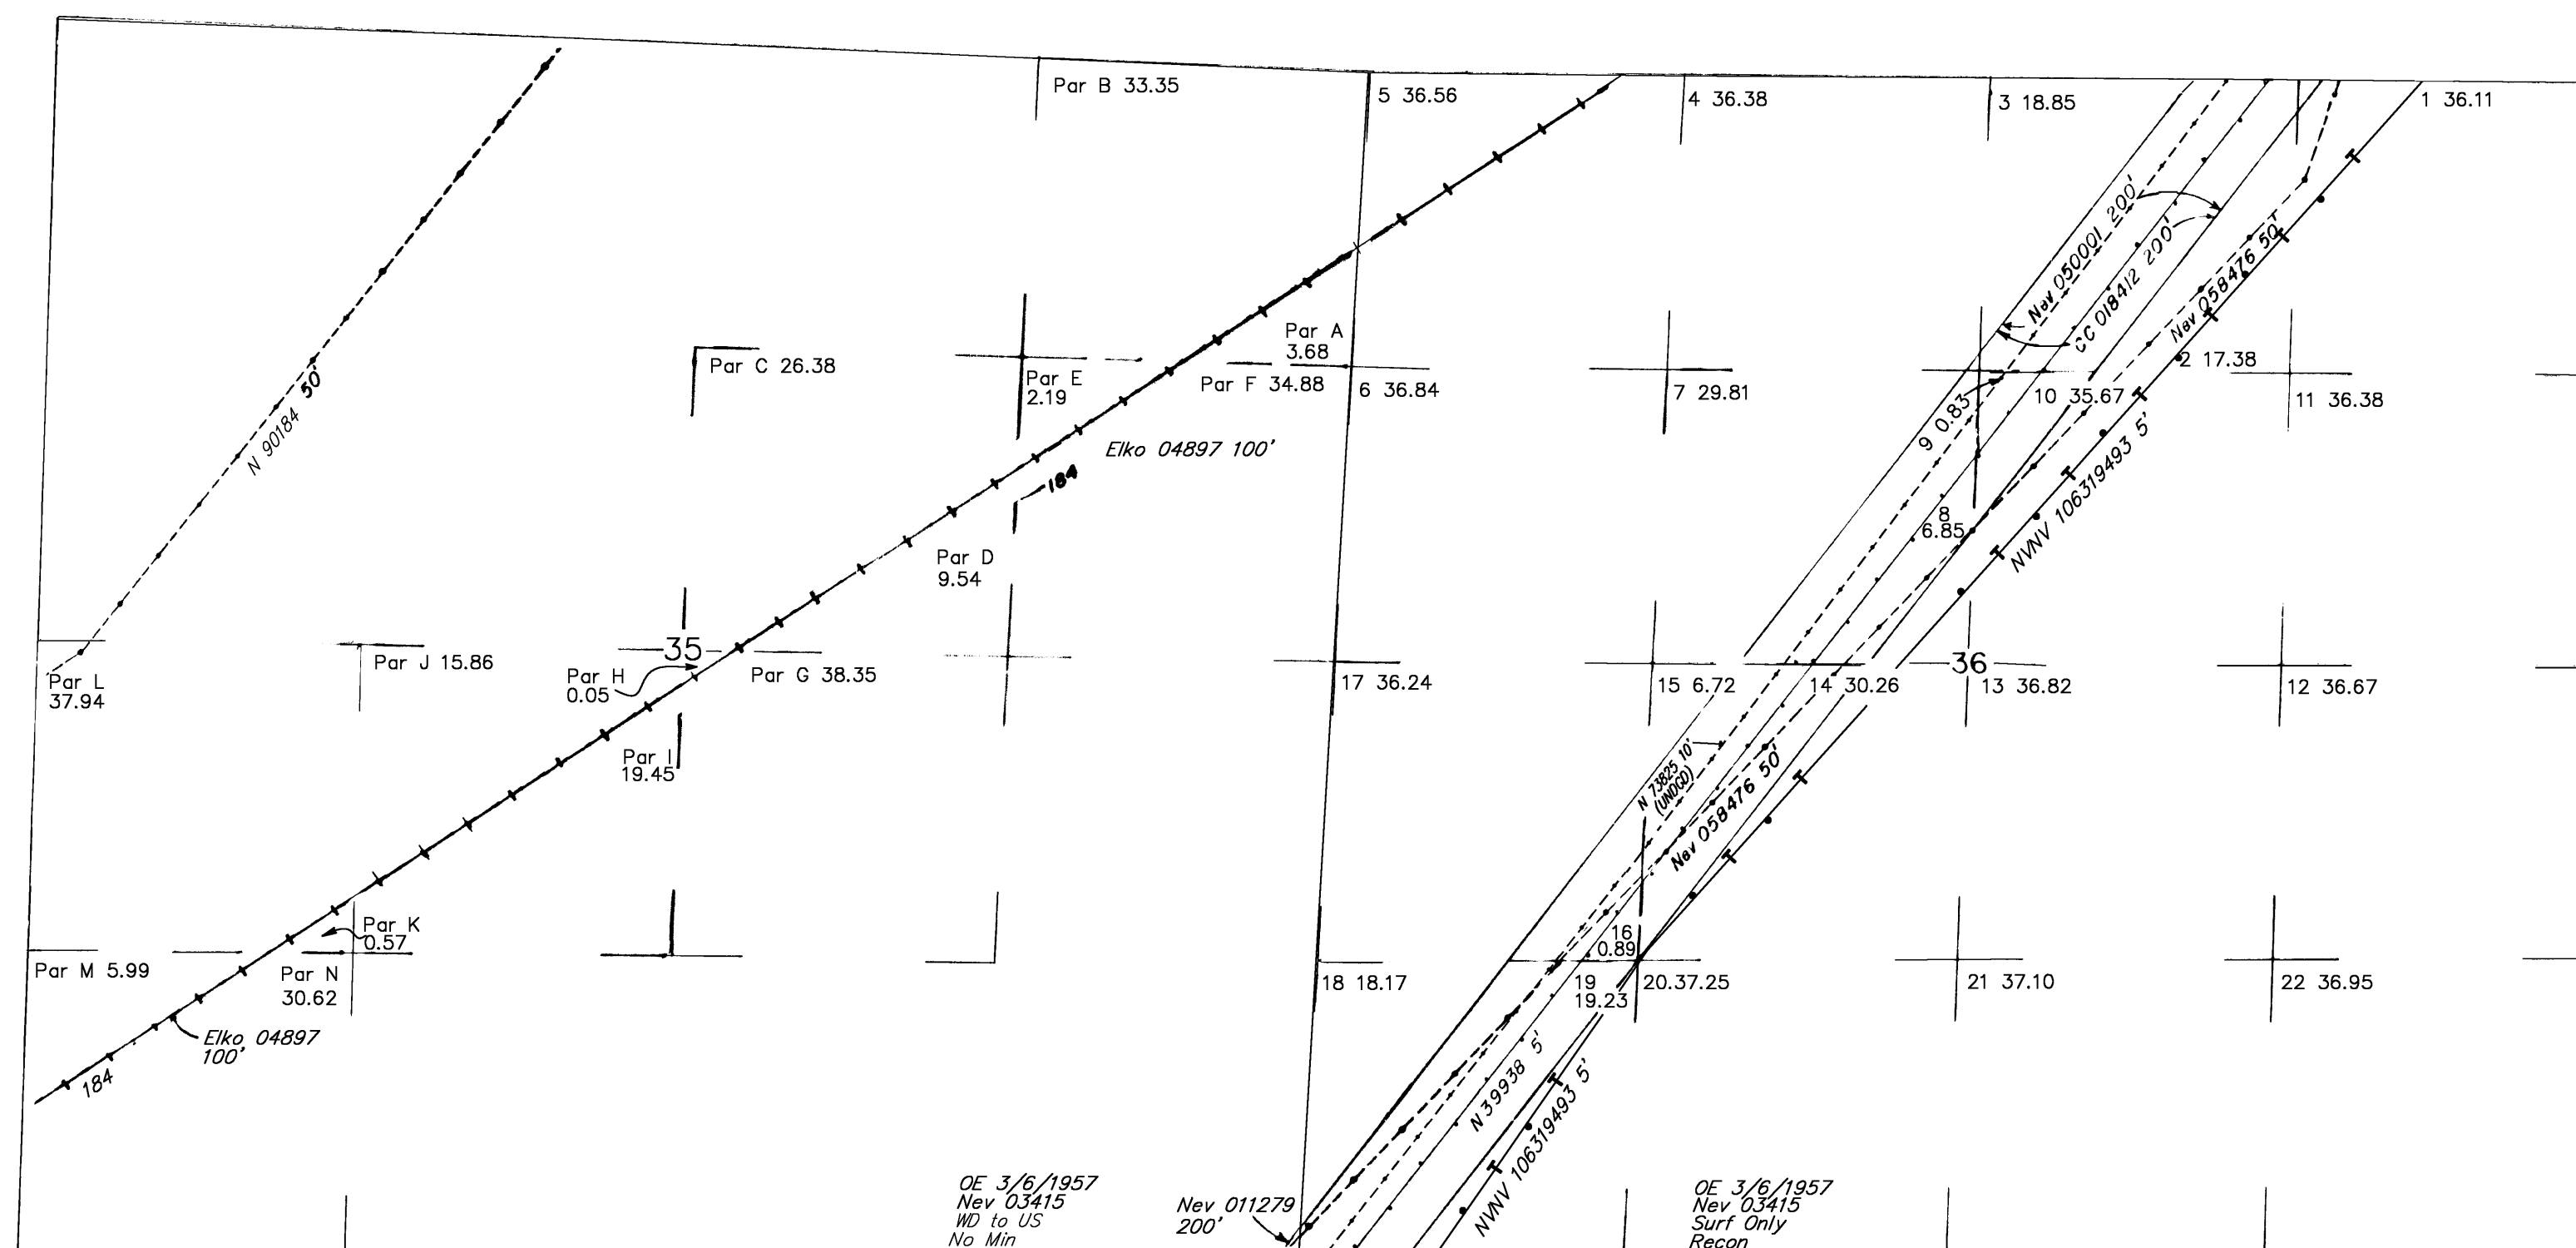 Par B 33.35
5 36.56
4 36.38
3 18.85
1 36.11
Nev 050001 200'
CC 018412 200'
Nev 058476 50'
N 90184 50'
Par C 26.38
Par E
2.19
Par A
3.68
Par F 34.88
6 36.84
7 29.81
9 0.83
10 35.67
2 17.38
11 36.38
Elko 04897 100'
184
NVNV 106319493 5'
8
6.85
Par D
9.54
35
36
Par L
37.94
Par J 15.86
Par H
0.05
Par G 38.35
17 36.24
15 6.72
14 30.26
13 36.82
12 36.67
Par I
19.45
N 73825 10'
(UNDGD)
Nev 058476 50'
Par K
0.57
16
0.89
Par M 5.99
Par N
30.62
18 18.17
19
19.23
20.37.25
21 37.10
22 36.95
Elko 04897
100'
184
N 39938 5'
NVNV 106319493 5'
OE 3/6/1957
Nev 03415
WD to US
No Min
Nev 011279
200'
OE 3/6/1957
Nev 03415
Surf Only
Recon